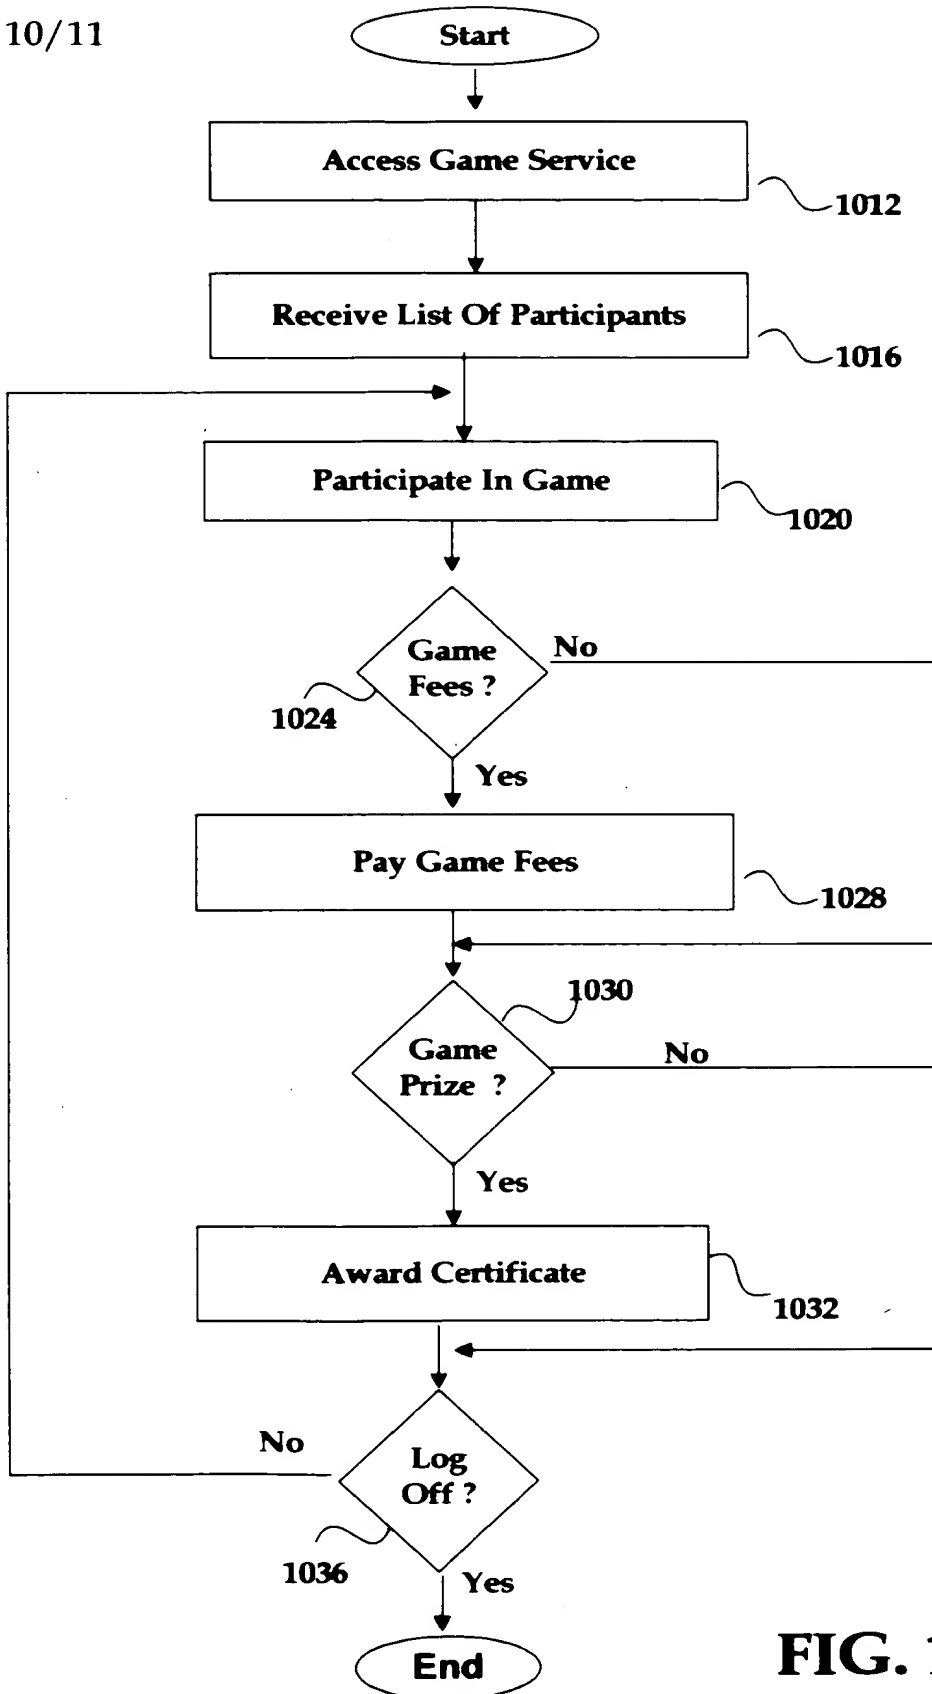 10/11
Start
Access Game Service
1012
Receive List Of Participants
1016
Participate In Game
1020
Game
Fees ?
No
1024
Yes
Pay Game Fees
1028
1030
Game
Prize ?
No
Yes
Award Certificate
1032
No
Log
Off ?
1036
Yes
End
FIG.